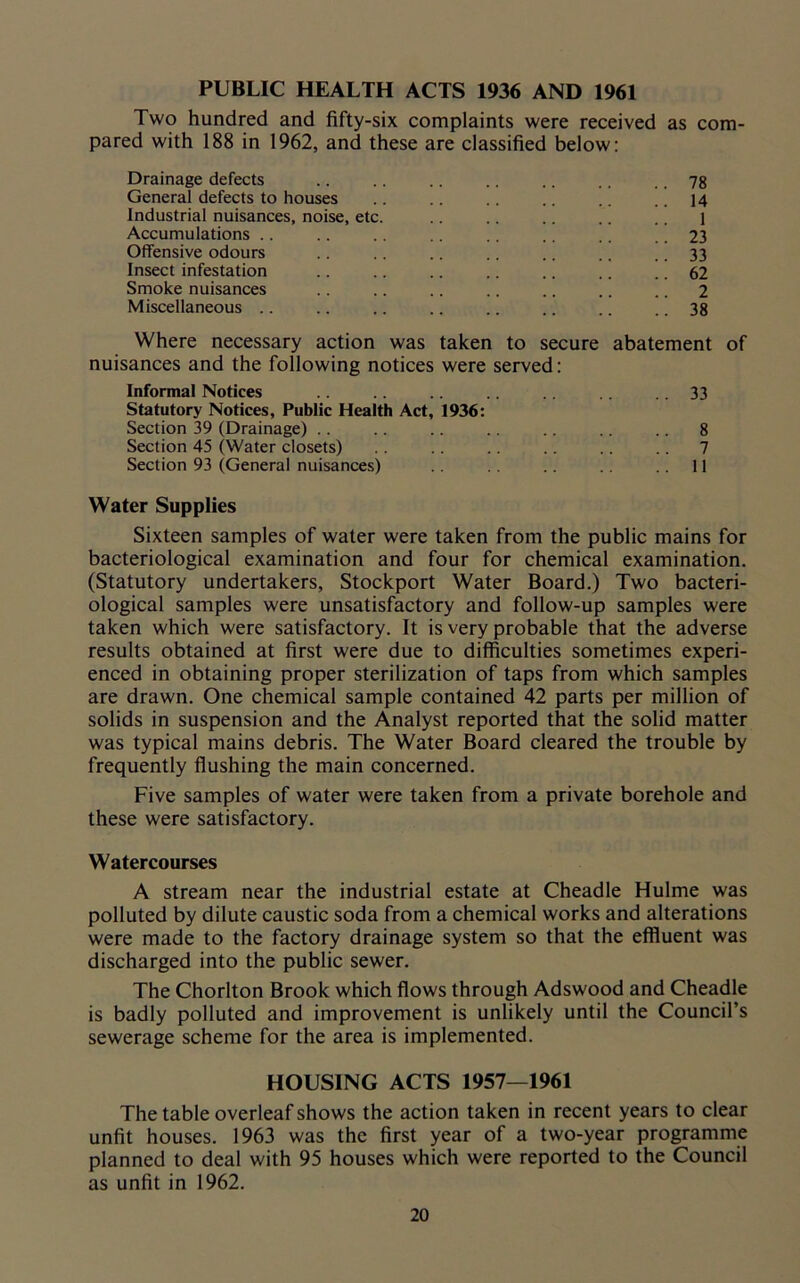 PUBLIC HEALTH ACTS 1936 AND 1961
Two hundred and fifty-six complaints were received as com-
pared with 188 in 1962, and these are classified below:
Drainage defects .. .. .. .. .. .. .. 78
General defects to houses .. .. .. .. .. .. 14
Industrial nuisances, noise, etc. .. .. .. .. .. 1
Accumulations .. .. .. .. .. .. .. .. 23
Offensive odours .. .. .. .. .. .. .. 33
Insect infestation .. .. .. .. .. .. .. 62
Smoke nuisances .. .. .. .. .. .. .. 2
Miscellaneous .. .. .. .. .. .. .. .. 38
Where necessary action was taken to secure abatement of
nuisances and the following notices were served:
Informal Notices .. .. .. .. .. .. .. 33
Statutory Notices, Public Health Act, 1936:
Section 39 (Drainage) .. .. .. .. .. .. .. 8
Section 45 (Water closets) .. .. .. .. .. .. 7
Section 93 (General nuisances) .. .. .. .. .. 11
Water Supplies
Sixteen samples of water were taken from the public mains for
bacteriological examination and four for chemical examination.
(Statutory undertakers, Stockport Water Board.) Two bacteri-
ological samples were unsatisfactory and follow-up samples were
taken which were satisfactory. It is very probable that the adverse
results obtained at first were due to difficulties sometimes experi-
enced in obtaining proper sterilization of taps from which samples
are drawn. One chemical sample contained 42 parts per million of
solids in suspension and the Analyst reported that the solid matter
was typical mains debris. The Water Board cleared the trouble by
frequently flushing the main concerned.
Five samples of water were taken from a private borehole and
these were satisfactory.
Watercourses
A stream near the industrial estate at Cheadle Hulme was
polluted by dilute caustic soda from a chemical works and alterations
were made to the factory drainage system so that the effluent was
discharged into the public sewer.
The Chorlton Brook which flows through Adswood and Cheadle
is badly polluted and improvement is unlikely until the Council's
sewerage scheme for the area is implemented.
HOUSING ACTS 1957—1961
The table overleaf shows the action taken in recent years to clear
unfit houses. 1963 was the first year of a two-year programme
planned to deal with 95 houses which were reported to the Council
as unfit in 1962.
20